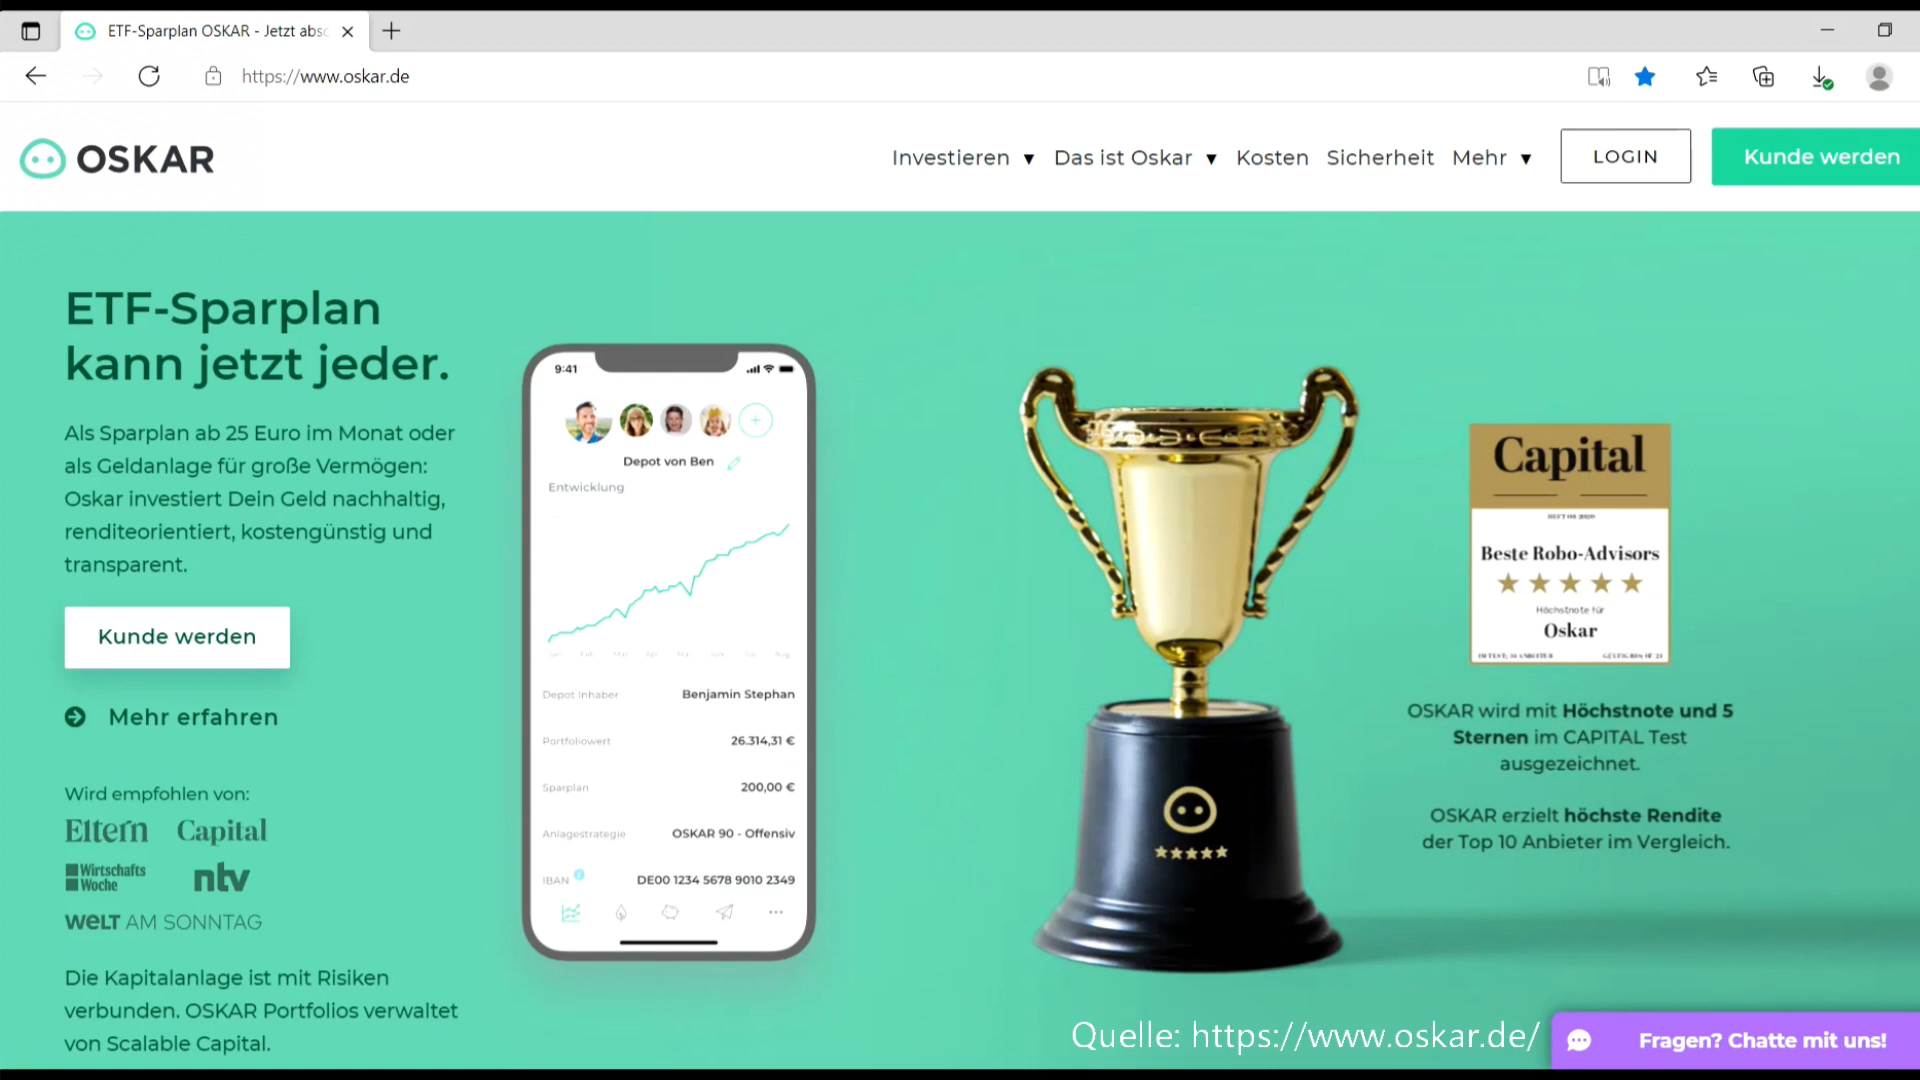 ETF-Sparplan OSKAR - Jetzt abs
https://www.oskar.de
OSKAR
Investieren ▼ Das ist Oskar ▼ Kosten Sicherheit Mehr ▼ LOGIN Kunde werden
ETF-Sparplan
kann jetzt jeder.
Als Sparplan ab 25 Euro im Monat oder
als Geldanlage für große Vermögen:
Oskar investiert Dein Geld nachhaltig,
renditeorientiert, kostengünstig und
transparent.
Kunde werden
Mehr erfahren
Wird empfohlen von:
Eltern Capital
Wirtschafts
Woche
ntv
WELT AM SONNTAG
Die Kapitalanlage ist mit Risiken
verbunden. OSKAR Portfolios verwaltet
von Scalable Capital.
9:41
Depot von Ben
Entwicklung
Depot Inhaber Benjamin Stephan
Portfoliowert 26.314,31 €
Sparplan 200,00 €
Anlagestrategie OSKAR 90 - Offensiv
IBAN DE00 1234 5678 9010 2349
Capital
HEFT 08 2020
Beste Robo-Advisors
Höchstnote für
Oskar
OSKAR wird mit Höchstnote und 5
Sternen im CAPITAL Test
ausgezeichnet.
OSKAR erzielt höchste Rendite
der Top 10 Anbieter im Vergleich.
Quelle: https://www.oskar.de/
Fragen? Chatte mit uns!